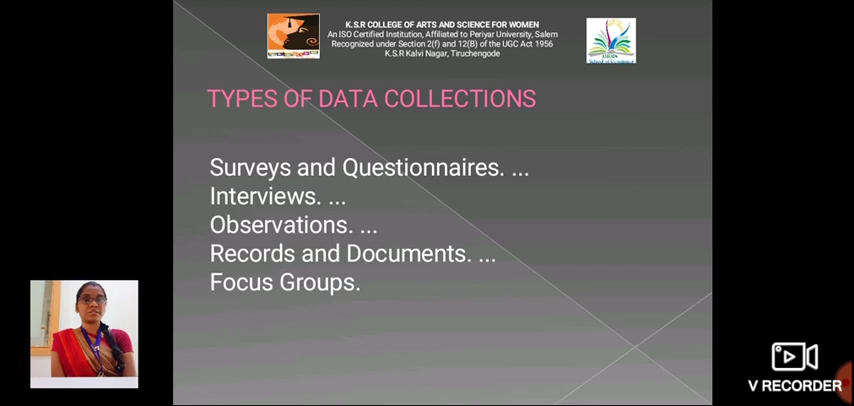 K.S.R COLLEGE OF ARTS AND SCIENCE FOR WOMEN
An ISO Certified Institution, Affiliated to Periyar University, Salem
Recognized under Section 2(f) and 12(B) of the UGC Act 1956
K.S.R Kalvi Nagar, Tiruchengode
TYPES OF DATA COLLECTIONS
Surveys and Questionnaires. ...
Interviews. ...
Observations. ...
Records and Documents. ...
Focus Groups.
V RECORDER